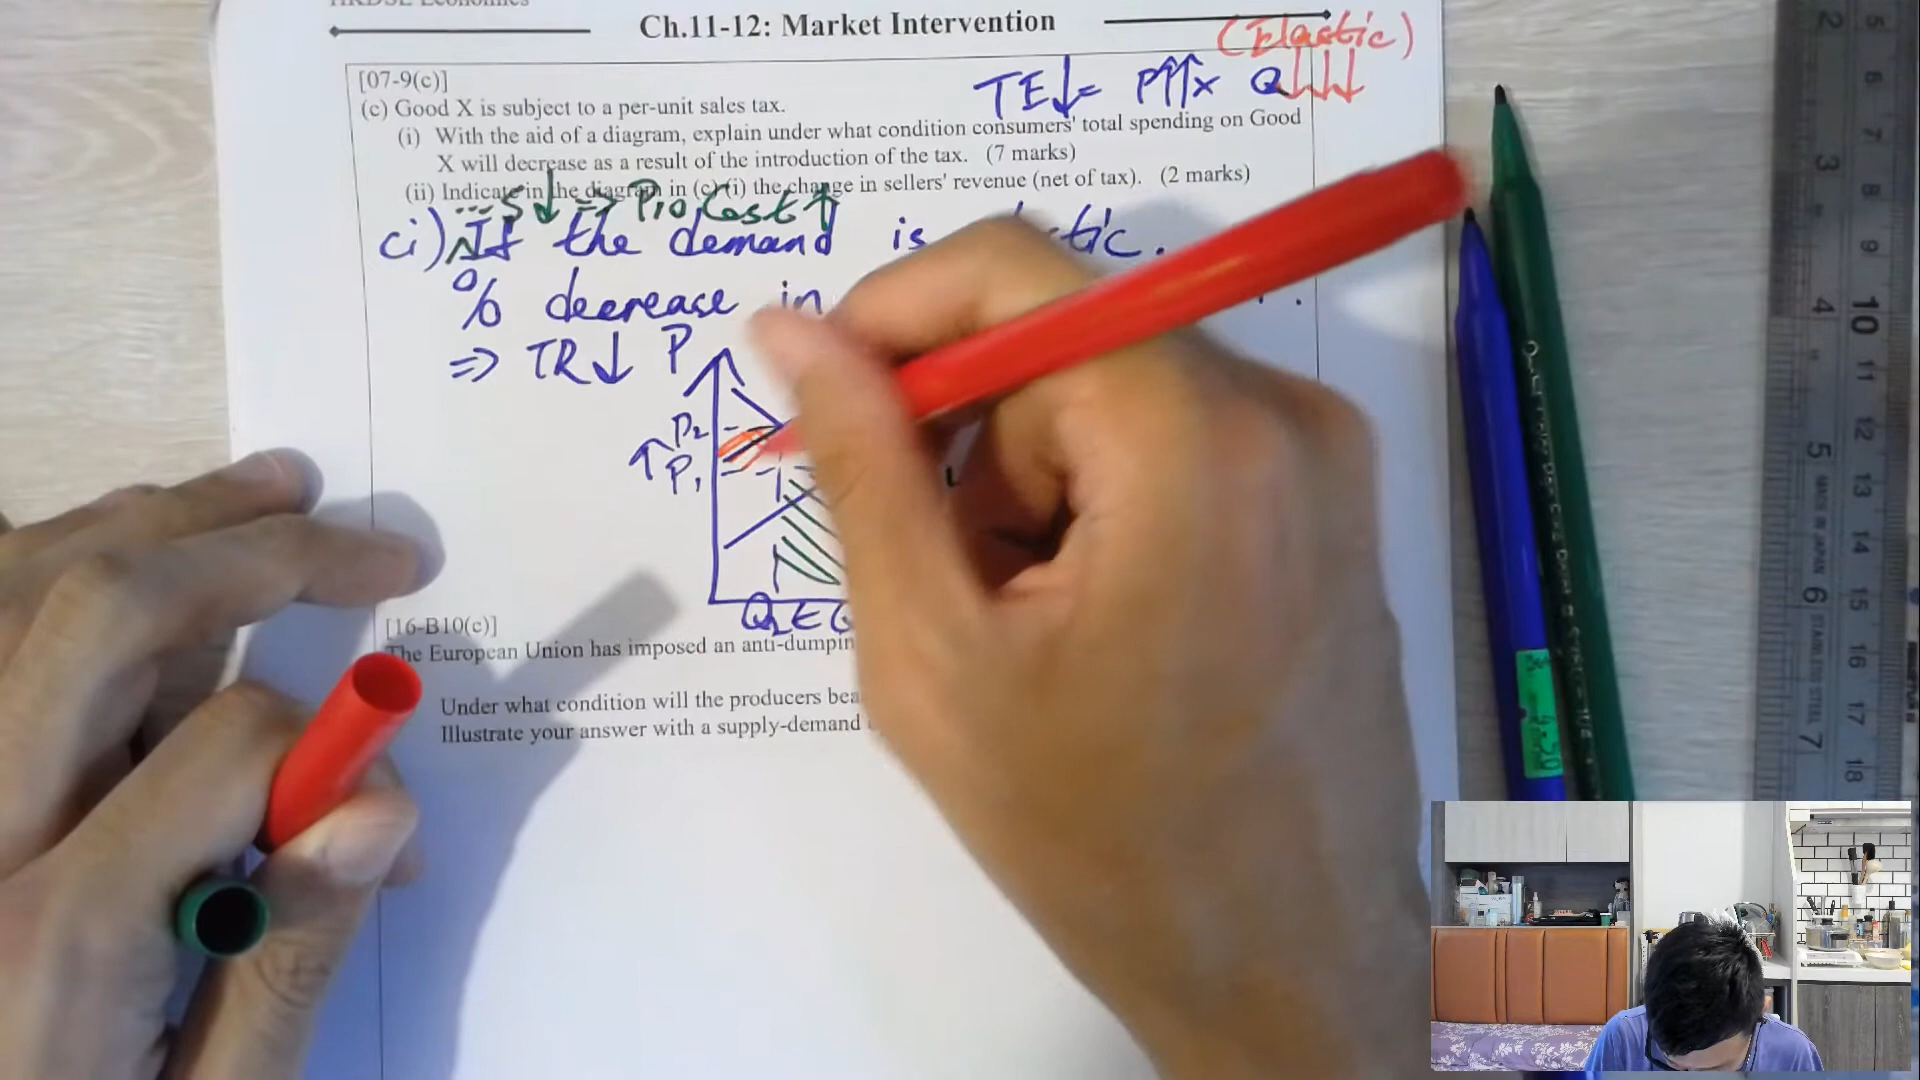 HKDSE Economics
Ch.11-12: Market Intervention
(Elastic)
TE↓= P↑↑x Q↓↓↓
[07-9(c)]
(c) Good X is subject to a per-unit sales tax.
(i) With the aid of a diagram, explain under what condition consumers' total spending on Good
X will decrease as a result of the introduction of the tax. (7 marks)
(ii) Indicate in the diagram in (c)(i) the change in sellers' revenue (net of tax). (2 marks)
... S↓ => Pro Cost↑
ci) If the demand is
% decrease in
=> TR↓ P
P2
↑P1
Q2
[16-B10(c)]
The European Union has imposed an anti-dumpin
Under what condition will the producers bea
Illustrate your answer with a supply-demand